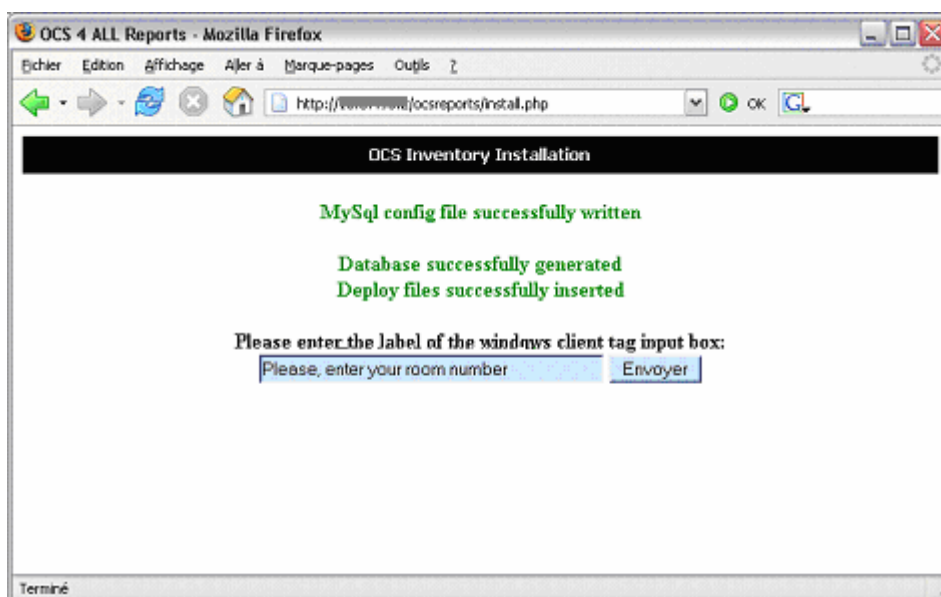 OCS 4 ALL Reports - Mozilla Firefox
Fichier Edition Affichage Aller à Marque-pages Outils ?
http:// /ocsreports/install.php OK G
OCS Inventory Installation
MySql config file successfully written
Database successfully generated
Deploy files successfully inserted
Please enter the label of the windows client tag input box:
Please, enter your room number Envoyer
Terminé